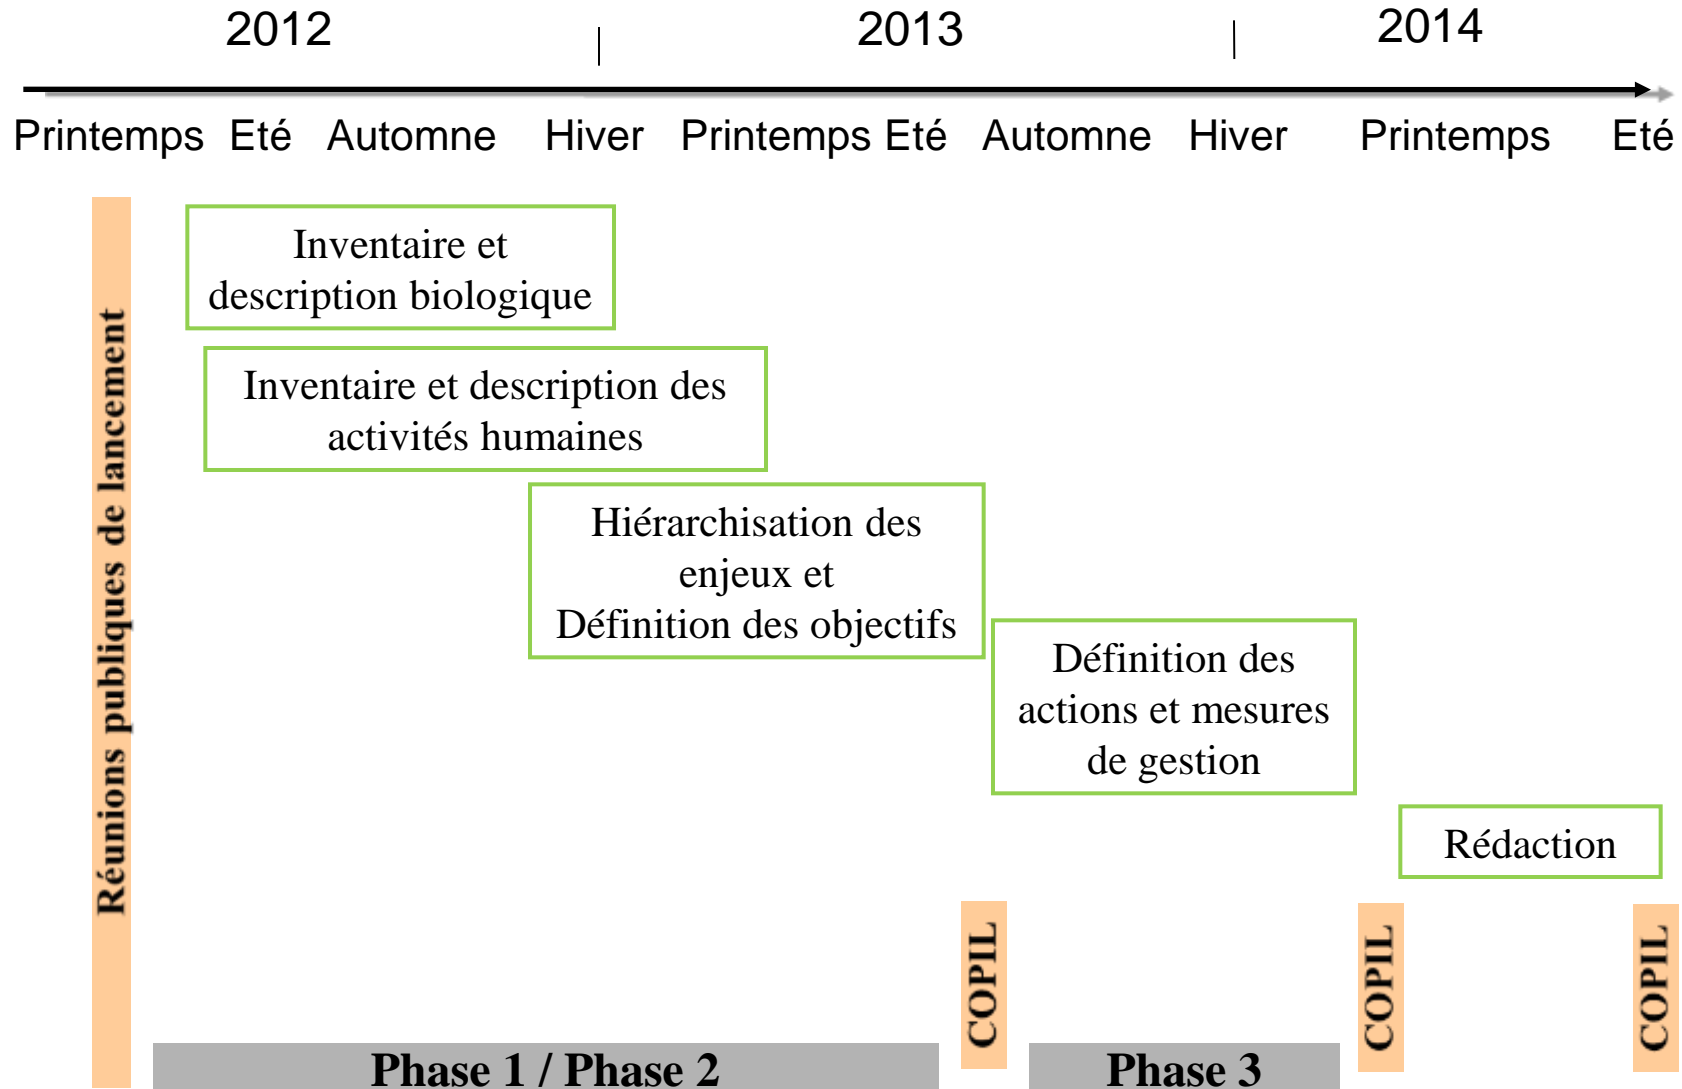 2012 2013 2014
Printemps Eté Automne Hiver Printemps Eté Automne Hiver Printemps Eté
Réunions publiques de lancement
Inventaire et
description biologique
Inventaire et description des
activités humaines
Hiérarchisation des
enjeux et
Définition des objectifs
Définition des
actions et mesures
de gestion
Rédaction
COPIL
COPIL
COPIL
Phase 1 / Phase 2
Phase 3